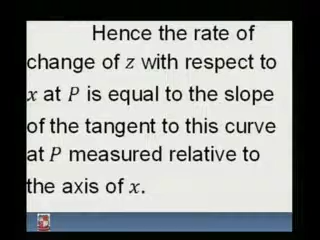 Hence the rate of
change of z with respect to
x at P is equal to the slope
of the tangent to this curve
at P measured relative to
the axis of x.